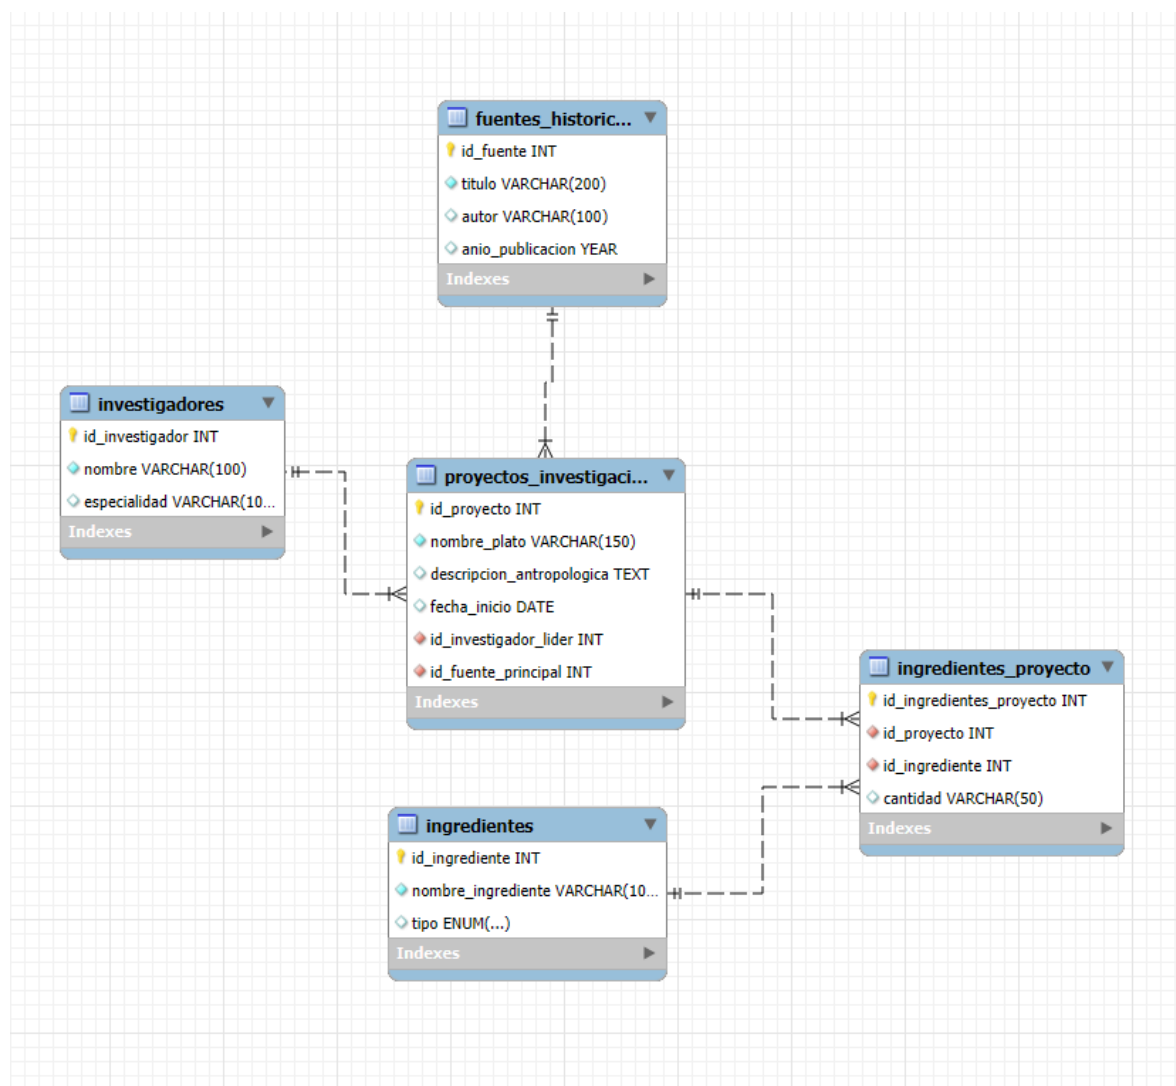 fuentes_historic...
id_fuente INT
titulo VARCHAR(200)
autor VARCHAR(100)
anio_publicacion YEAR
Indexes
investigadores
id_investigador INT
nombre VARCHAR(100)
especialidad VARCHAR(10...
Indexes
proyectos_investigaci...
id_proyecto INT
nombre_plato VARCHAR(150)
descripcion_antropologica TEXT
fecha_inicio DATE
id_investigador_lider INT
id_fuente_principal INT
Indexes
ingredientes_proyecto
id_ingredientes_proyecto INT
id_proyecto INT
id_ingrediente INT
cantidad VARCHAR(50)
Indexes
ingredientes
id_ingrediente INT
nombre_ingrediente VARCHAR(10...
tipo ENUM(...)
Indexes